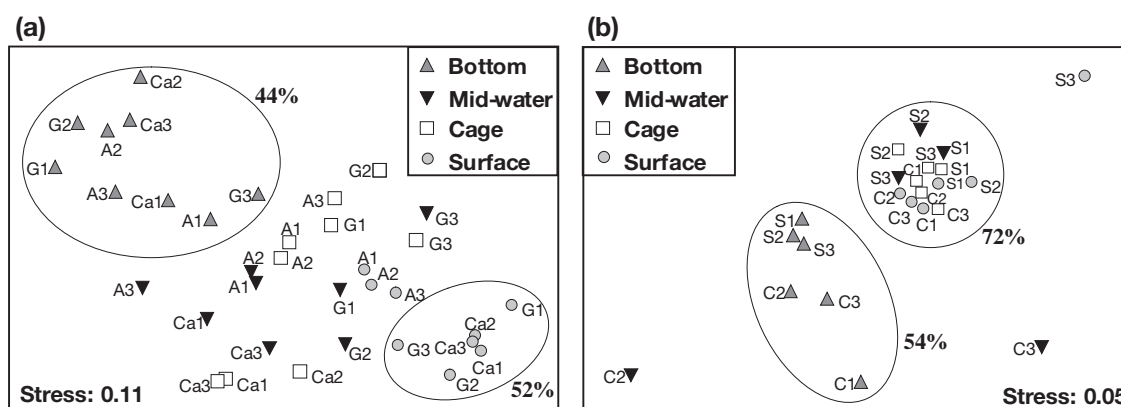 (a)
Bottom
Mid-water
Cage
Surface
44%
Ca2
G2
Ca3
A2
G1
A3
Ca1
G3
A1
G2
A3
G1
G3
A1
G3
A2
A2
A1
A1
A2
A3
A3
G1
Ca1
G1
Ca2
Ca3
G3
Ca3
Ca1
G2
G2
Ca3
Ca1
Ca2
52%
Stress: 0.11
(b)
Bottom
Mid-water
Cage
Surface
S3
S2
S2
S3
S1
C1
S1
S3
S1
S2
C2
C2
C3
C1
C3
72%
S1
S2
S3
C2
C3
54%
C1
C2
C3
Stress: 0.05